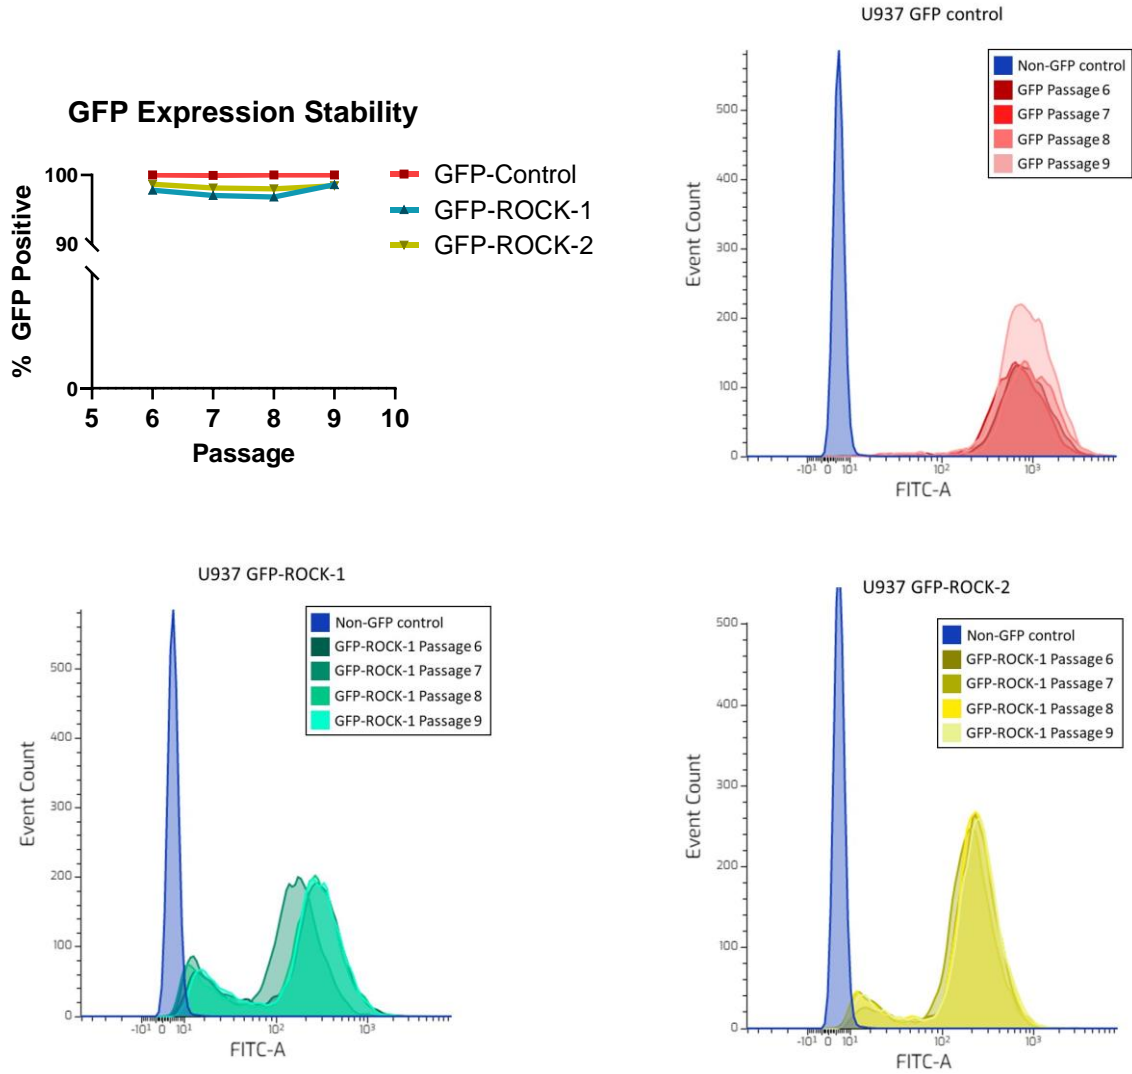 GFP Expression Stability
% GFP Positive
100
90
0
5 6 7 8 9 10
Passage
GFP-Control
GFP-ROCK-1
GFP-ROCK-2
U937 GFP control
Event Count
500
400
300
200
100
0
-10¹ 0 10¹ 10² 10³
FITC-A
Non-GFP control
GFP Passage 6
GFP Passage 7
GFP Passage 8
GFP Passage 9
U937 GFP-ROCK-1
Event Count
500
400
300
200
100
0
-10¹ 0 10¹ 10² 10³
FITC-A
Non-GFP control
GFP-ROCK-1 Passage 6
GFP-ROCK-1 Passage 7
GFP-ROCK-1 Passage 8
GFP-ROCK-1 Passage 9
U937 GFP-ROCK-2
Event Count
500
400
300
200
100
0
-10¹ 0 10¹ 10² 10³
FITC-A
Non-GFP control
GFP-ROCK-1 Passage 6
GFP-ROCK-1 Passage 7
GFP-ROCK-1 Passage 8
GFP-ROCK-1 Passage 9